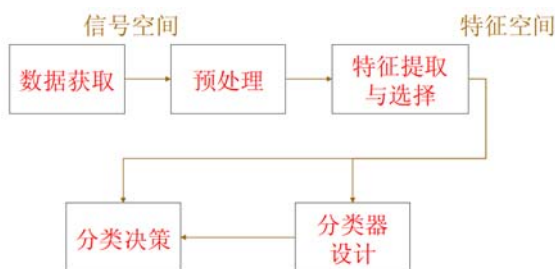 信号空间
特征空间
数据获取
预处理
特征提取
与选择
分类决策
分类器
设计